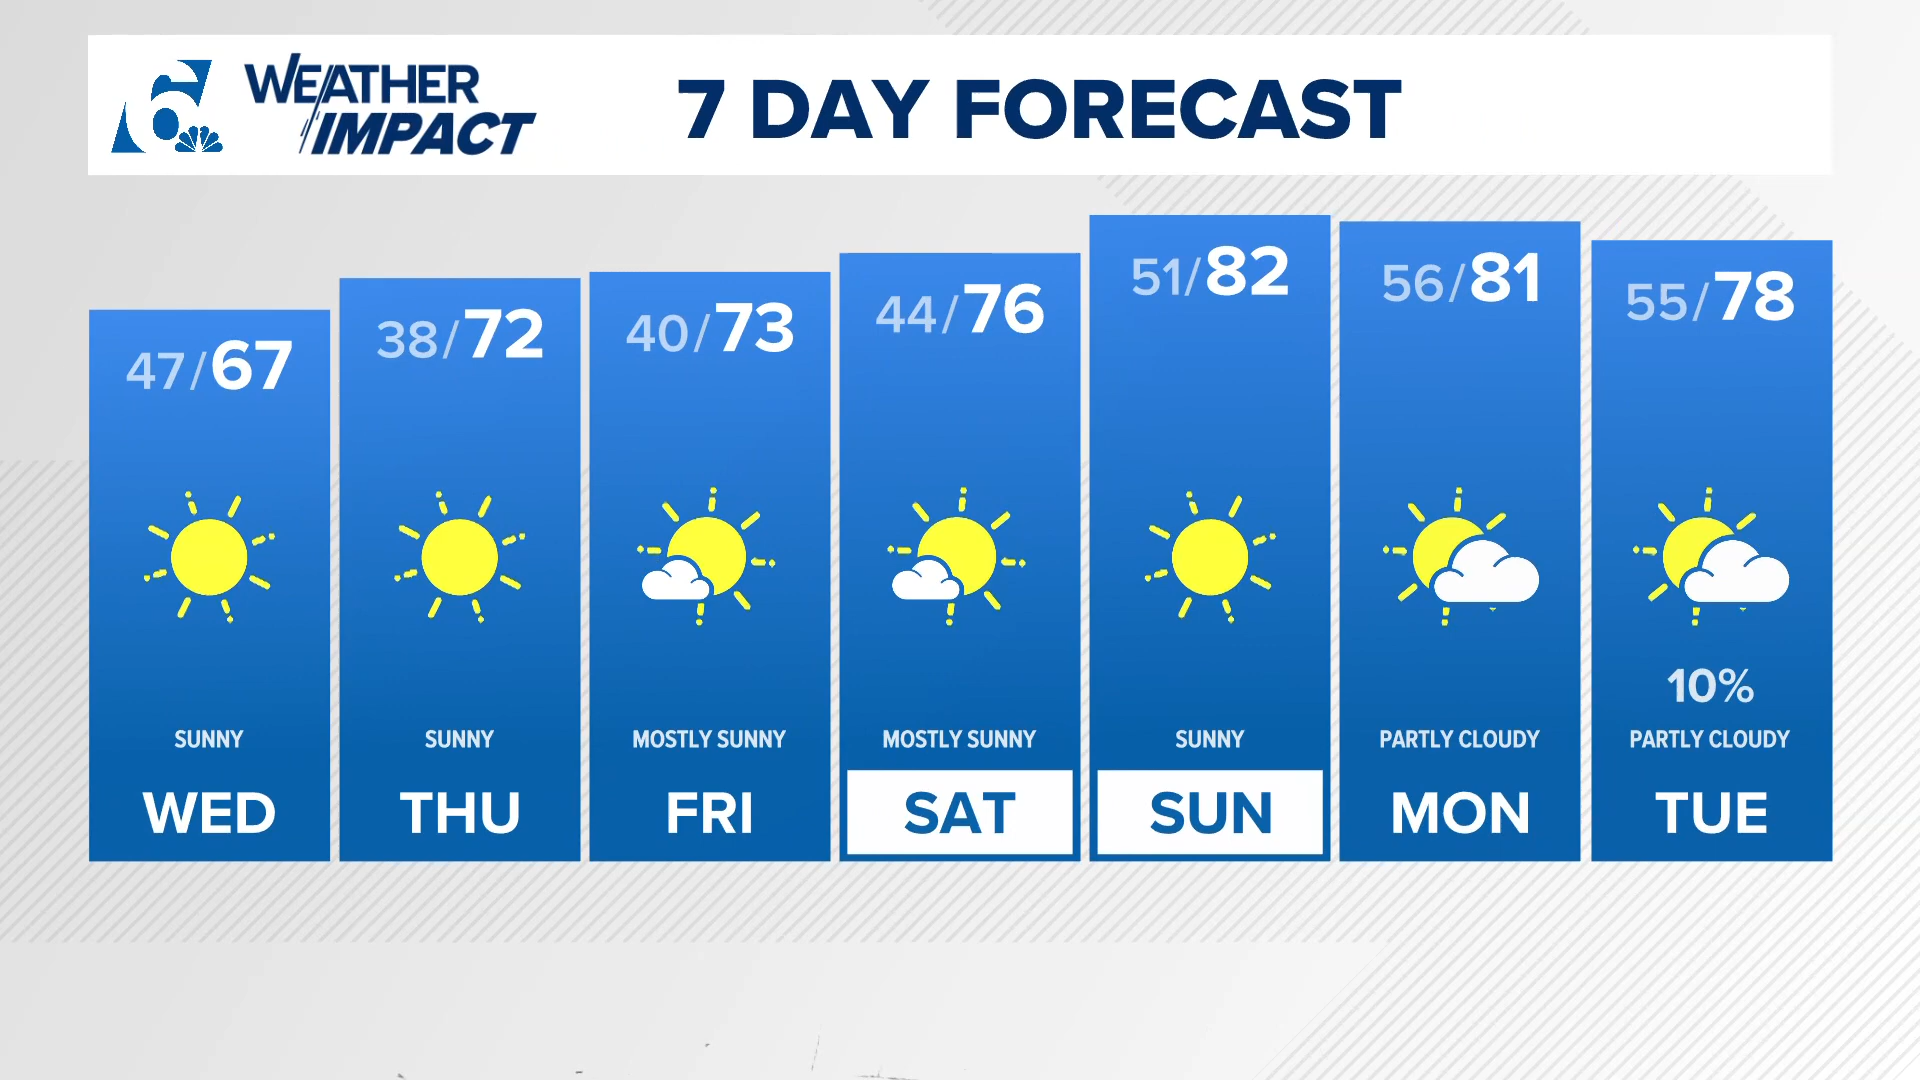 6
WEATHER
IMPACT
7 DAY FORECAST
47/67
SUNNY
WED
38/72
SUNNY
THU
40/73
MOSTLY SUNNY
FRI
44/76
MOSTLY SUNNY
SAT
51/82
SUNNY
SUN
56/81
PARTLY CLOUDY
MON
55/78
10%
PARTLY CLOUDY
TUE